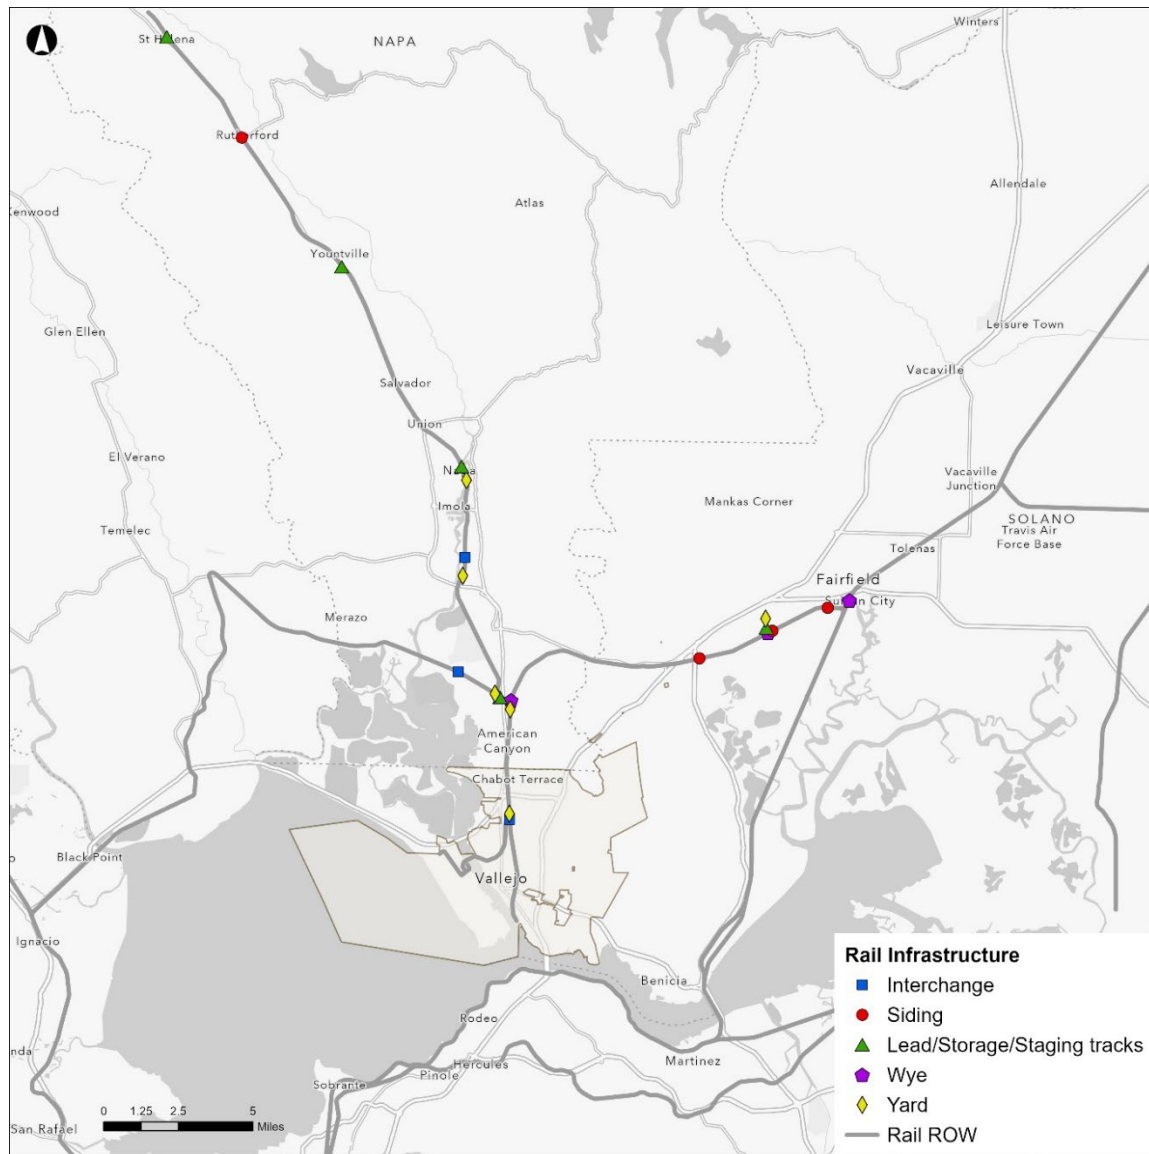 Winters
St Helena
NAPA
Rutherford
Allendale
Kenwood
Atlas
Yountville
Leisure Town
Glen Ellen
Vacaville
Salvador
Union
El Verano
Napa
Vacaville
Junction
Mankas Corner
Imola
SOLANO
Temelec
Travis Air
Force Base
Tolenas
Fairfield
Suisun City
Merazo
American
Canyon
Chabot Terrace
Black Point
Vallejo
Ignacio
Benicia
Rodeo
Martinez
Hercules
Pinole
Sobrante
San Rafael
0 1.25 2.5 5
Miles
Rail Infrastructure
Interchange
Siding
Lead/Storage/Staging tracks
Wye
Yard
Rail ROW